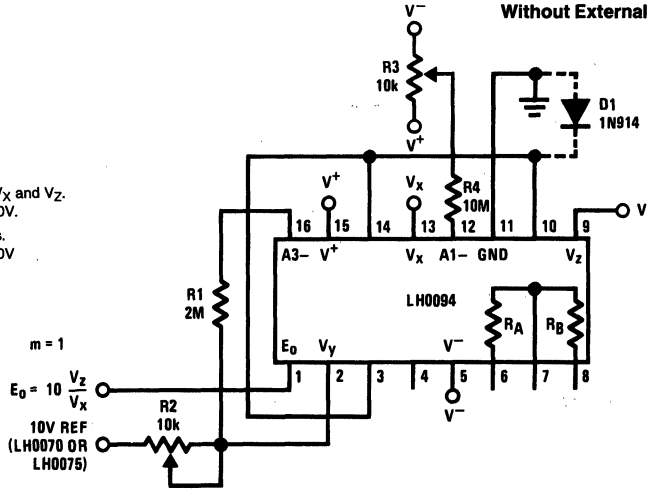 Without External
V−
R3
10k
V+
D1
1N914
VX and VZ.
0V.
s.
0V
V+
Vx
R4
10M
V
16 15 14 13 12 11 10 9
A3− V+ Vx A1− GND Vz
LH0094
R1
2M
RA RB
m = 1
Eo Vy V−
1 2 3 4 5 6 7 8
Eo = 10 Vz
Vx
V−
R2
10k
10V REF
(LH0070 OR
LH0075)